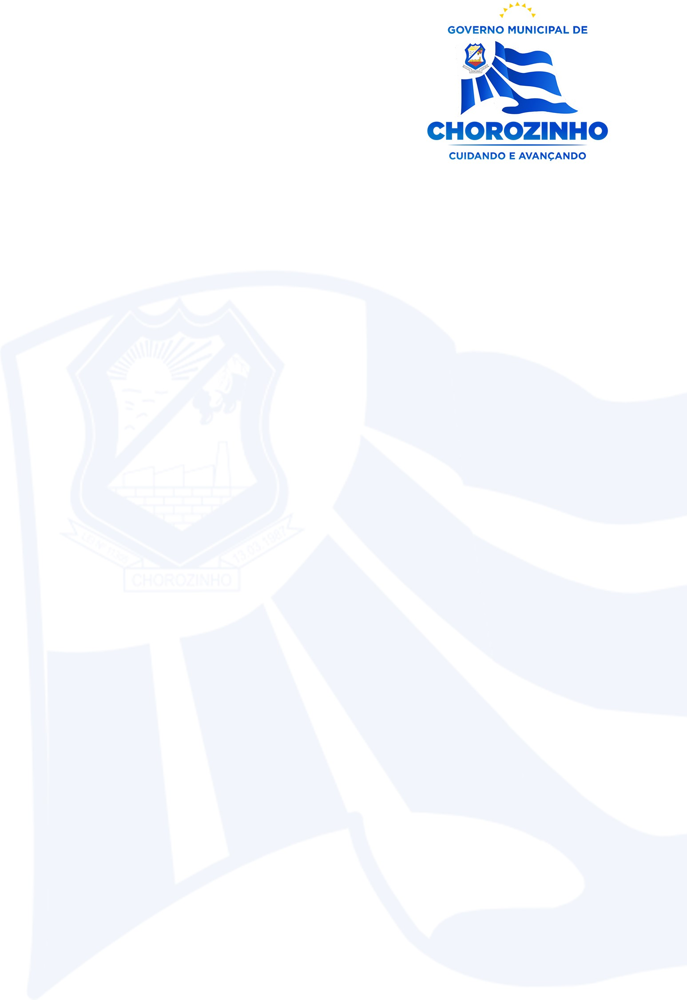 GOVERNO MUNICIPAL DE
CHOROZINHO
CUIDANDO E AVANÇANDO
13.03.1987
CHOROZINHO